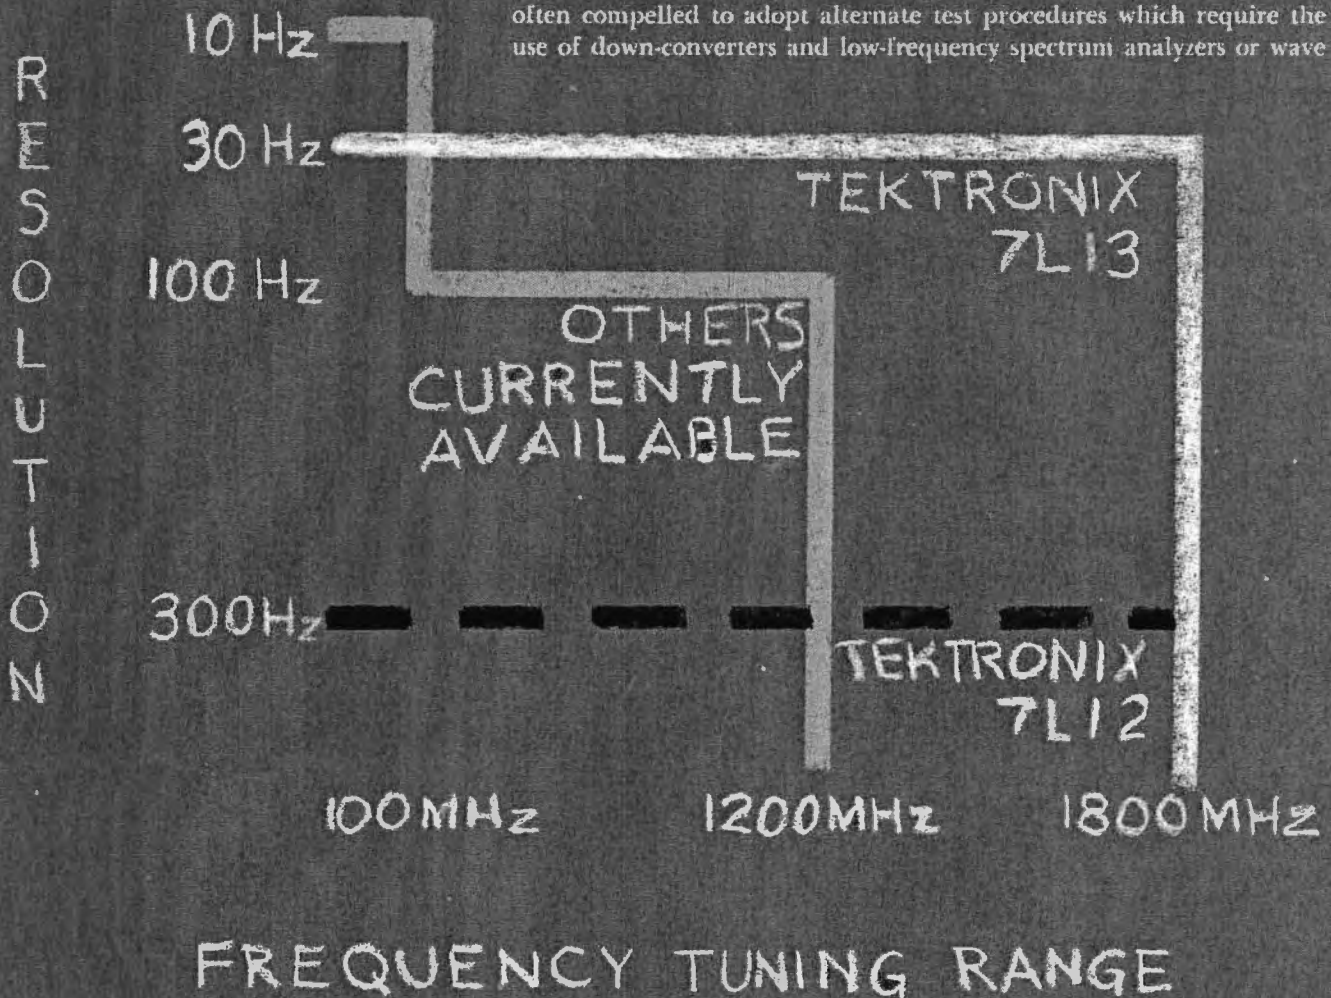 often compelled to adopt alternate test procedures which require the
use of down-converters and low-frequency spectrum analyzers or wave
RESOLUTION
10 Hz
30 Hz
TEKTRONIX
7L13
100 Hz
OTHERS
CURRENTLY
AVAILABLE
300Hz
TEKTRONIX
7L12
100MHz
1200MHz
1800MHz
FREQUENCY TUNING RANGE